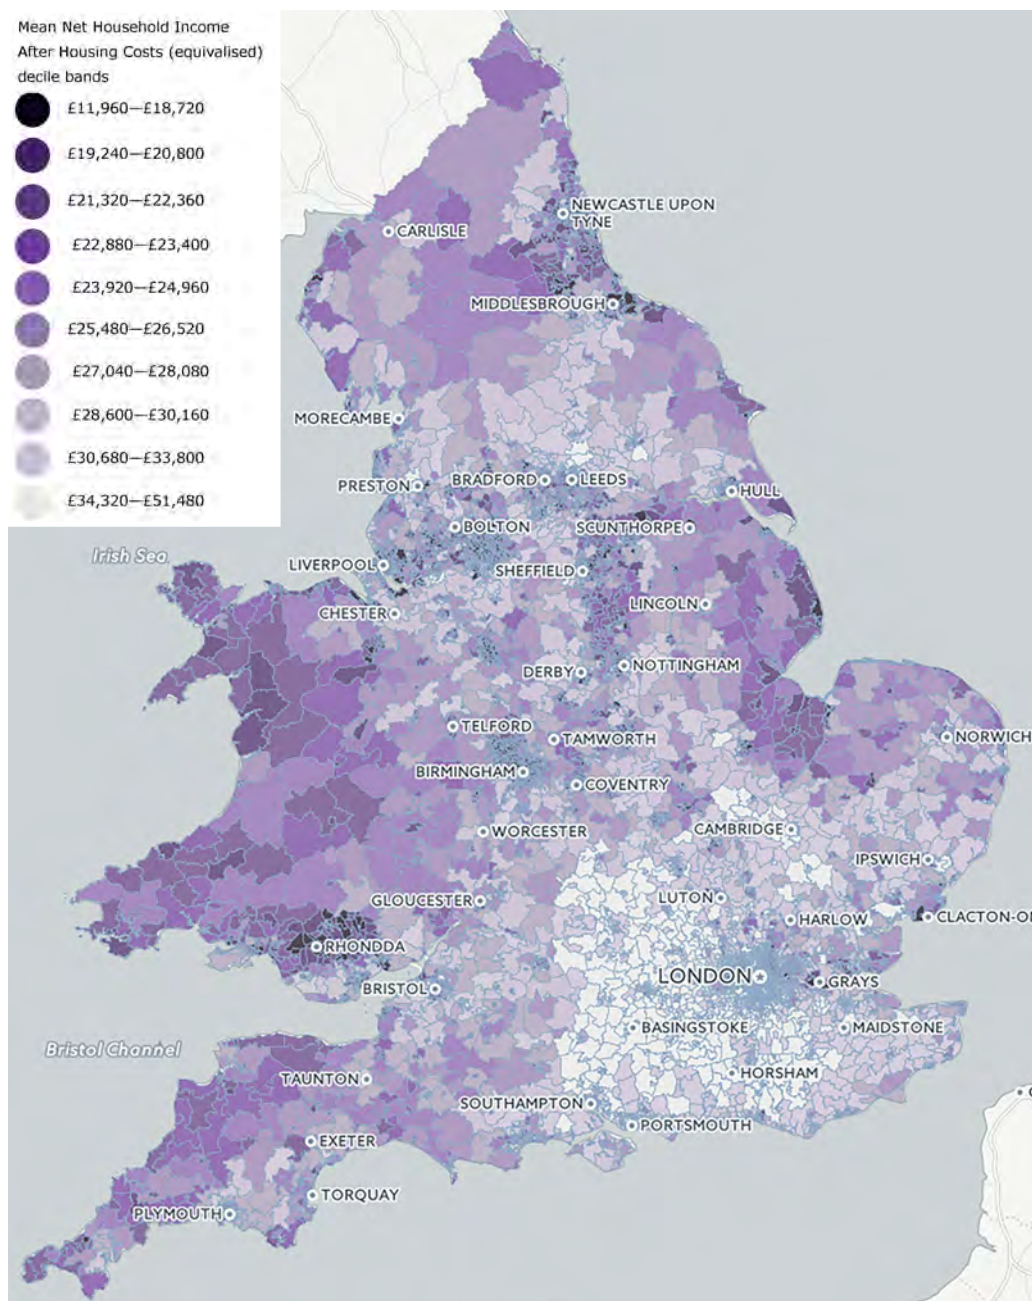 Mean Net Household Income
After Housing Costs (equivalised)
decile bands
£11,960—£18,720
£19,240—£20,800
£21,320—£22,360
£22,880—£23,400
£23,920—£24,960
£25,480—£26,520
£27,040—£28,080
£28,600—£30,160
£30,680—£33,800
£34,320—£51,480
NEWCASTLE UPON
TYNE
CARLISLE
MIDDLESBROUGH
MORECAMBE
PRESTON
BRADFORD
LEEDS
HULL
BOLTON
SCUNTHORPE
Irish Sea
LIVERPOOL
SHEFFIELD
CHESTER
LINCOLN
DERBY
NOTTINGHAM
TELFORD
TAMWORTH
NORWICH
BIRMINGHAM
COVENTRY
WORCESTER
CAMBRIDGE
IPSWICH
GLOUCESTER
LUTON
HARLOW
CLACTON-O
RHONDDA
LONDON
GRAYS
BRISTOL
BASINGSTOKE
MAIDSTONE
Bristol Channel
TAUNTON
HORSHAM
SOUTHAMPTON
PORTSMOUTH
EXETER
TORQUAY
PLYMOUTH